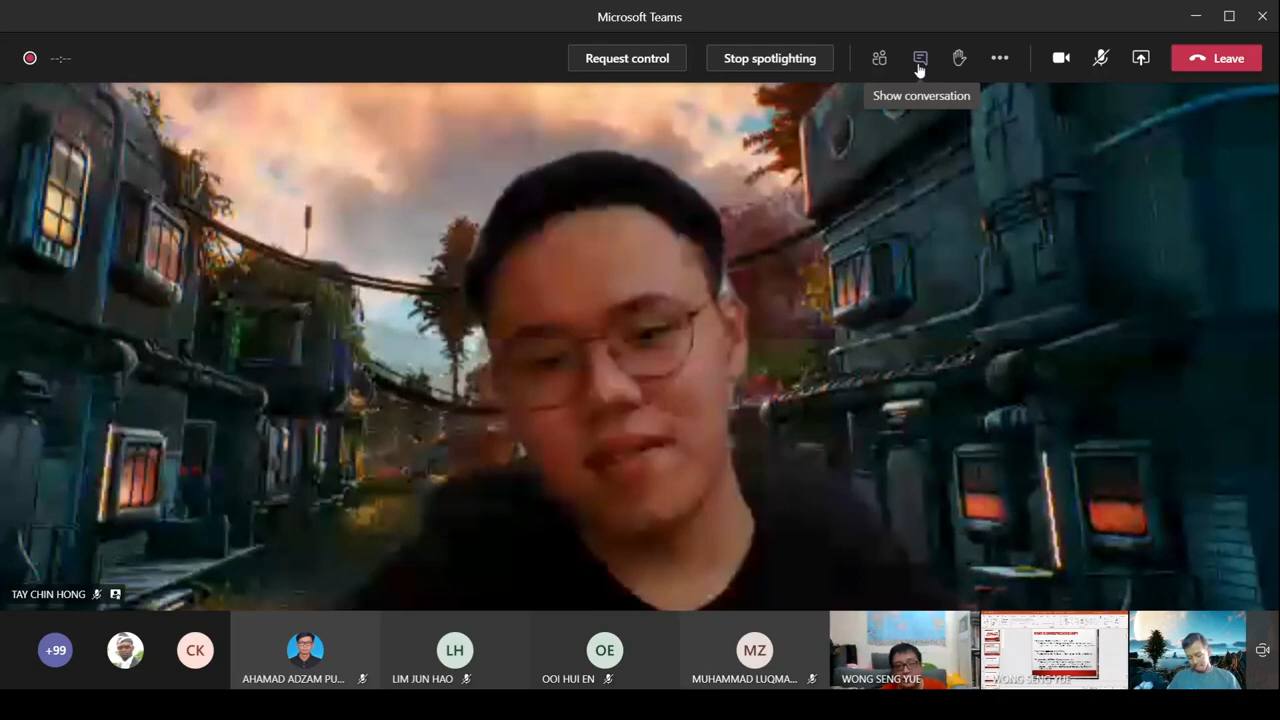 Microsoft Teams
--:--
Request control
Stop spotlighting
Leave
Show conversation
TAY CHIN HONG
+99
CK
LH
OE
MZ
AHAMAD ADZAM PU...
LIM JUN HAO
OOI HUI EN
MUHAMMAD LUQMA...
WONG SENG YUE
WONG SENG YUE